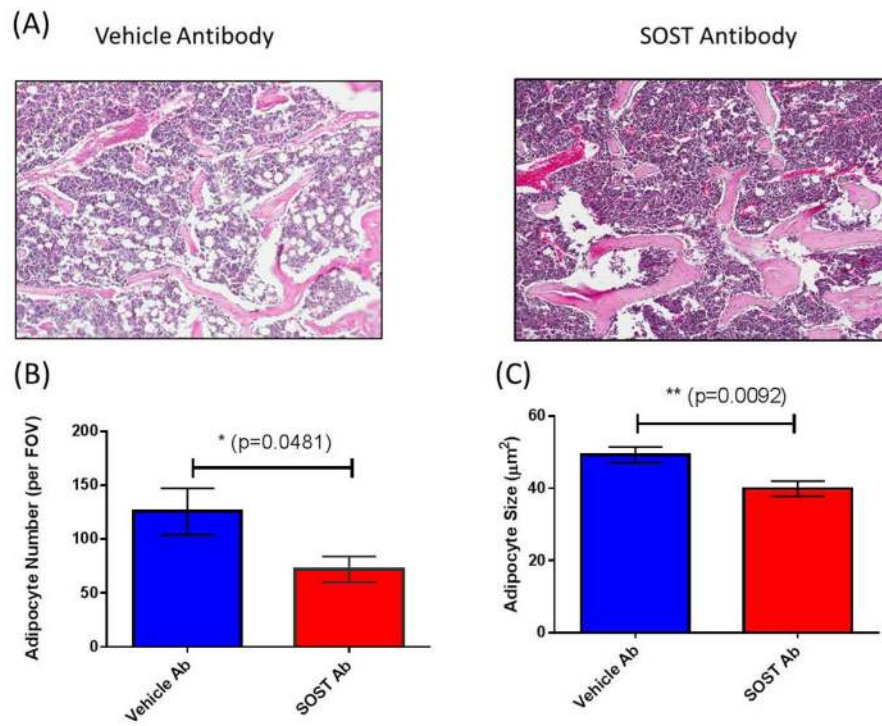 (A)
Vehicle Antibody
SOST Antibody
(B)
Adipocyte Number (per FOV)
200
150
100
50
0
* (p=0.0481)
Vehicle Ab
SOST Ab
(C)
Adipocyte Size (µm²)
60
40
20
0
** (p=0.0092)
Vehicle Ab
SOST Ab